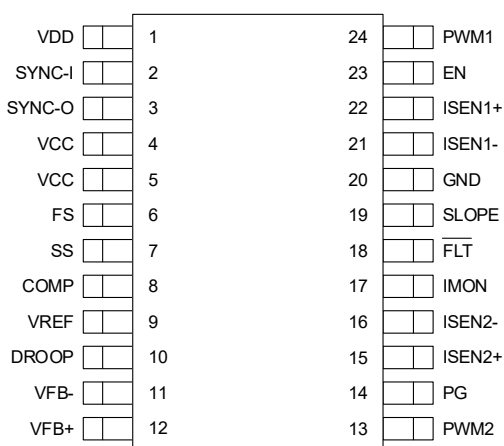 VDD 1 24 PWM1
SYNC-I 2 23 EN
SYNC-O 3 22 ISEN1+
VCC 4 21 ISEN1-
VCC 5 20 GND
FS 6 19 SLOPE
SS 7 18 FLT
COMP 8 17 IMON
VREF 9 16 ISEN2-
DROOP 10 15 ISEN2+
VFB- 11 14 PG
VFB+ 12 13 PWM2